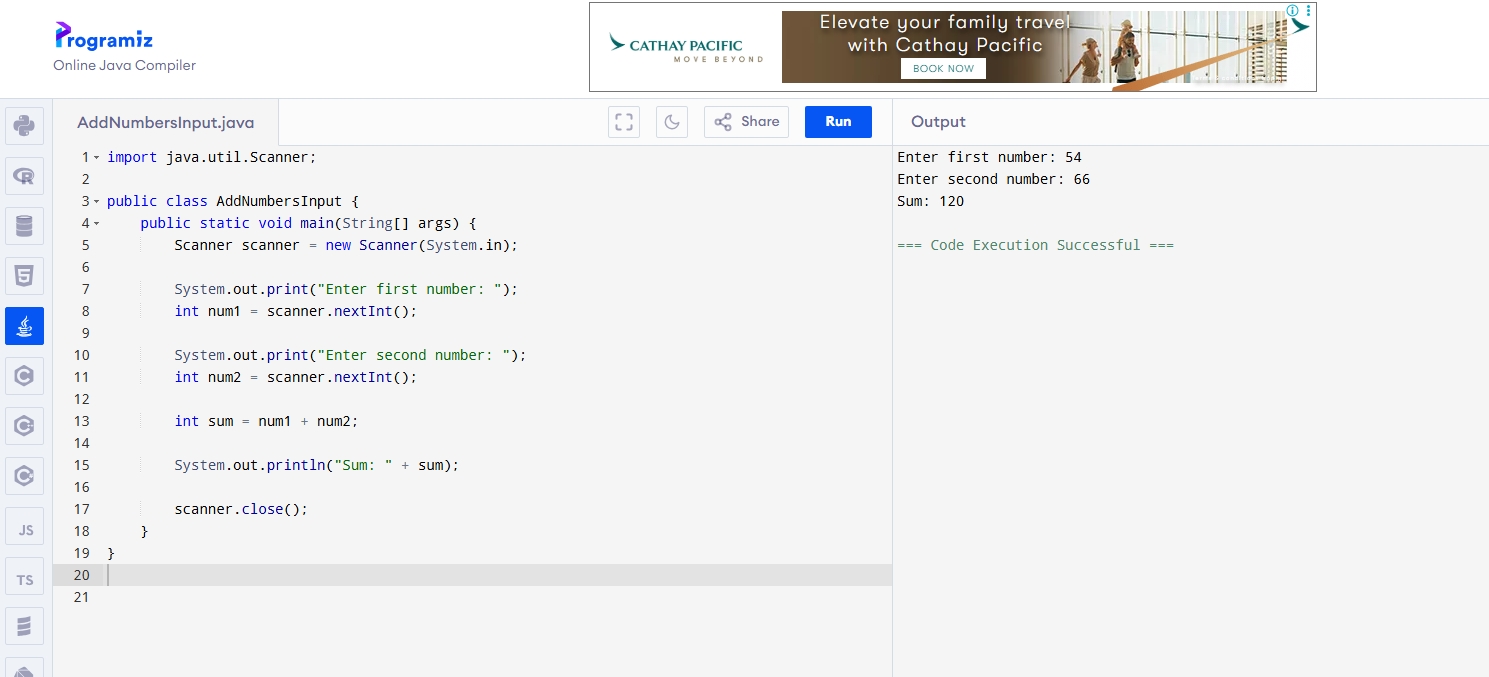 Programiz
Online Java Compiler
CATHAY PACIFIC
MOVE BEYOND
Elevate your family travel
with Cathay Pacific
BOOK NOW
AddNumbersInput.java
Share
Run
Output
1 import java.util.Scanner;
2
3 public class AddNumbersInput {
4     public static void main(String[] args) {
5         Scanner scanner = new Scanner(System.in);
6
7         System.out.print("Enter first number: ");
8         int num1 = scanner.nextInt();
9
10         System.out.print("Enter second number: ");
11         int num2 = scanner.nextInt();
12
13         int sum = num1 + num2;
14
15         System.out.println("Sum: " + sum);
16
17         scanner.close();
18     }
19 }
20
21
Enter first number: 54
Enter second number: 66
Sum: 120
=== Code Execution Successful ===
R
5
C
C
C
JS
TS